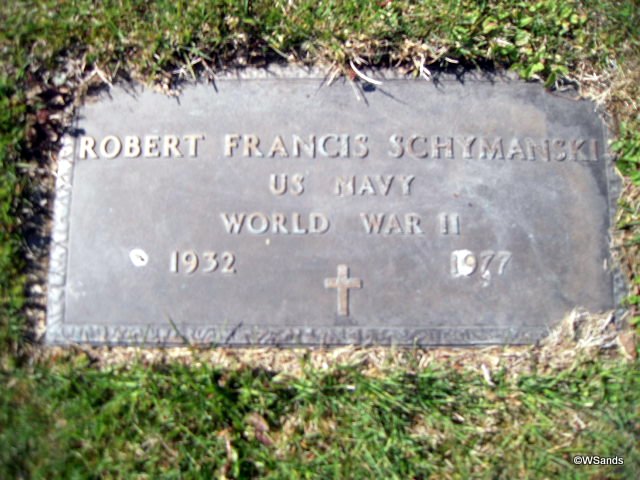 ROBERT FRANCIS SCHYMANSKI
US NAVY
WORLD WAR II
1932 1977
©WSands